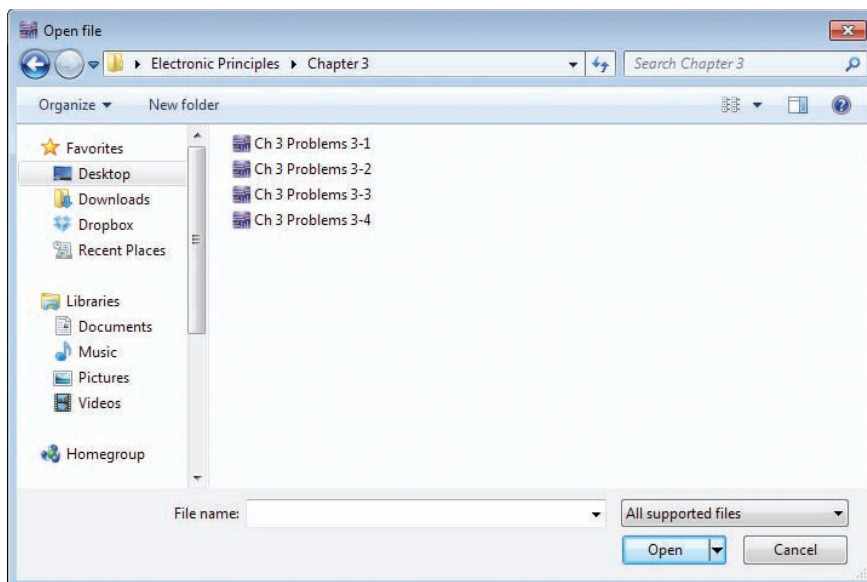 Open file
Electronic Principles Chapter 3
Search Chapter 3
Organize New folder
Favorites
Desktop
Downloads
Dropbox
Recent Places
Libraries
Documents
Music
Pictures
Videos
Homegroup
Ch 3 Problems 3-1
Ch 3 Problems 3-2
Ch 3 Problems 3-3
Ch 3 Problems 3-4
File name:
All supported files
Open Cancel